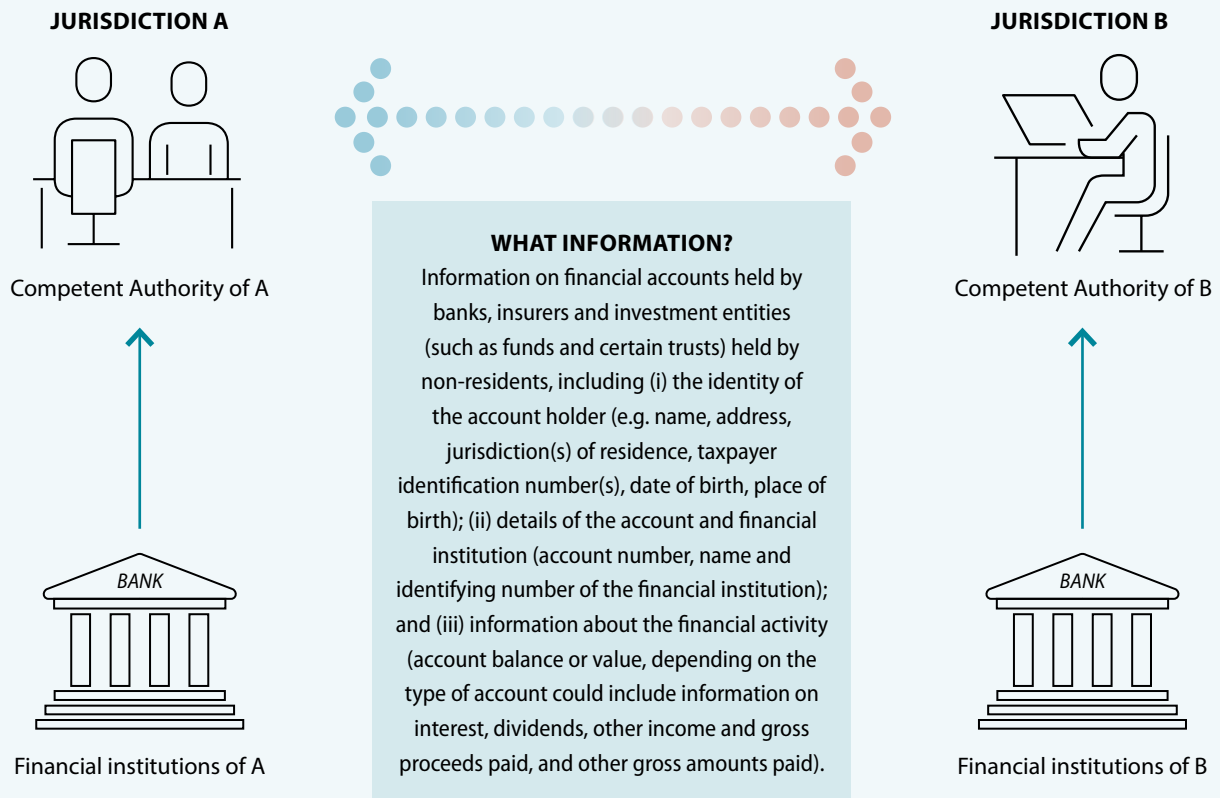 JURISDICTION A
JURISDICTION B
Competent Authority of A
Competent Authority of B
WHAT INFORMATION?
Information on financial accounts held by
banks, insurers and investment entities
(such as funds and certain trusts) held by
non-residents, including (i) the identity of
the account holder (e.g. name, address,
jurisdiction(s) of residence, taxpayer
identification number(s), date of birth, place of
birth); (ii) details of the account and financial
institution (account number, name and
identifying number of the financial institution);
and (iii) information about the financial activity
(account balance or value, depending on the
type of account could include information on
interest, dividends, other income and gross
proceeds paid, and other gross amounts paid).
BANK
BANK
Financial institutions of A
Financial institutions of B